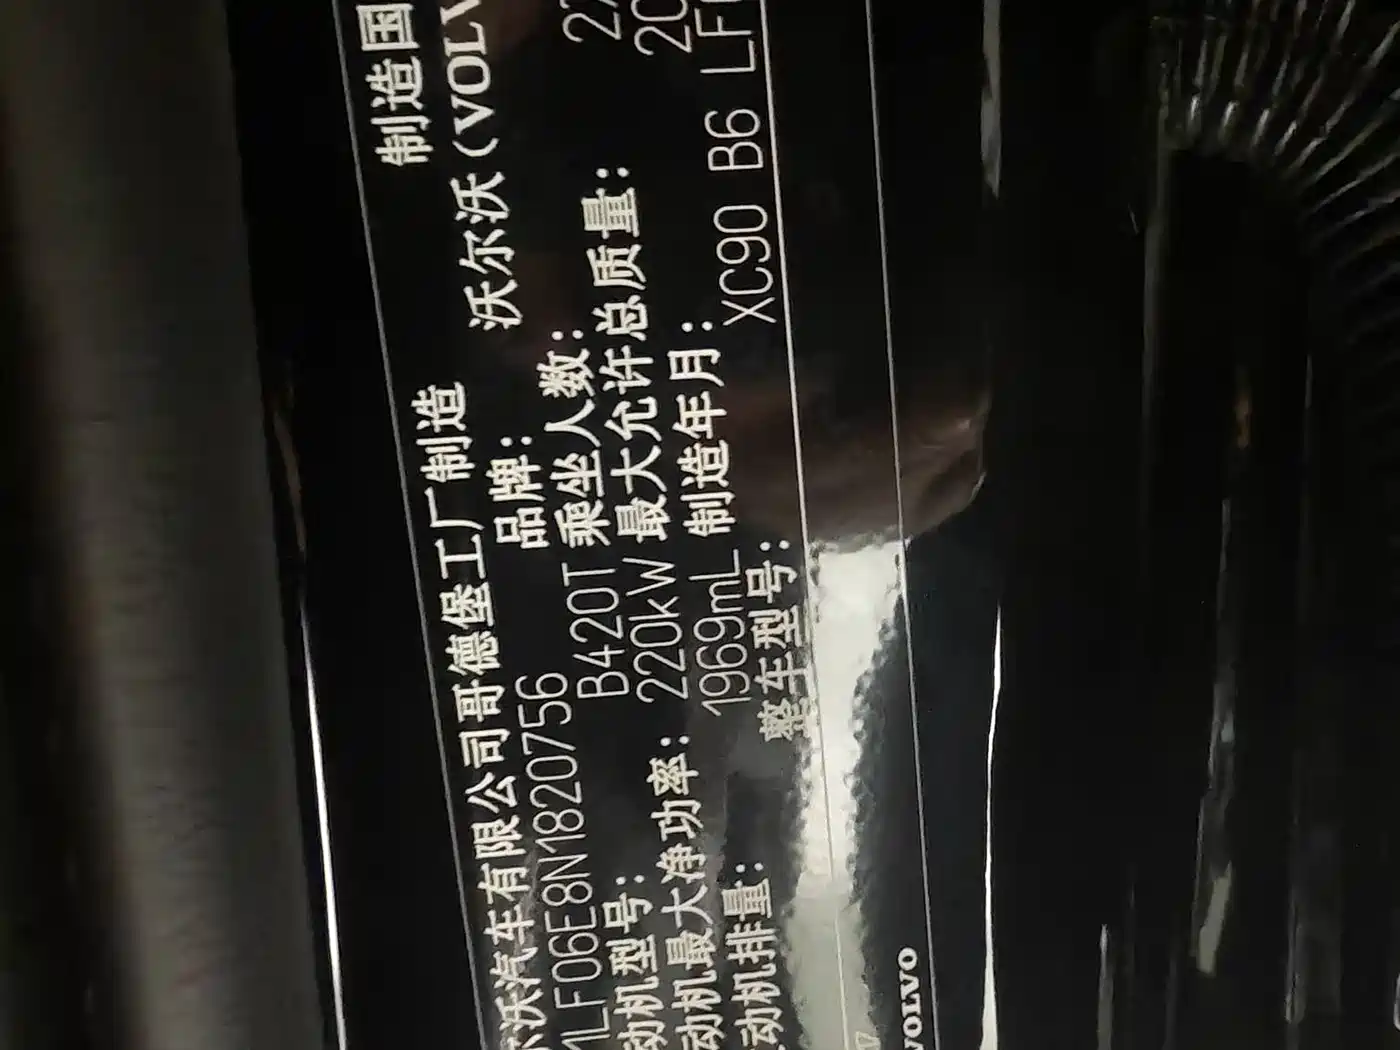 尔沃汽车有限公司哥德堡工厂制造 制造国
1LF06E8N1820756 品牌： 沃尔沃（VOLV
动机型号： B420T 乘坐人数：
动机最大净功率： 220kW 最大允许总质量： 2
动机排量： 1969mL 制造年月： 20
整车型号： XC90 B6 LF
VOLVO